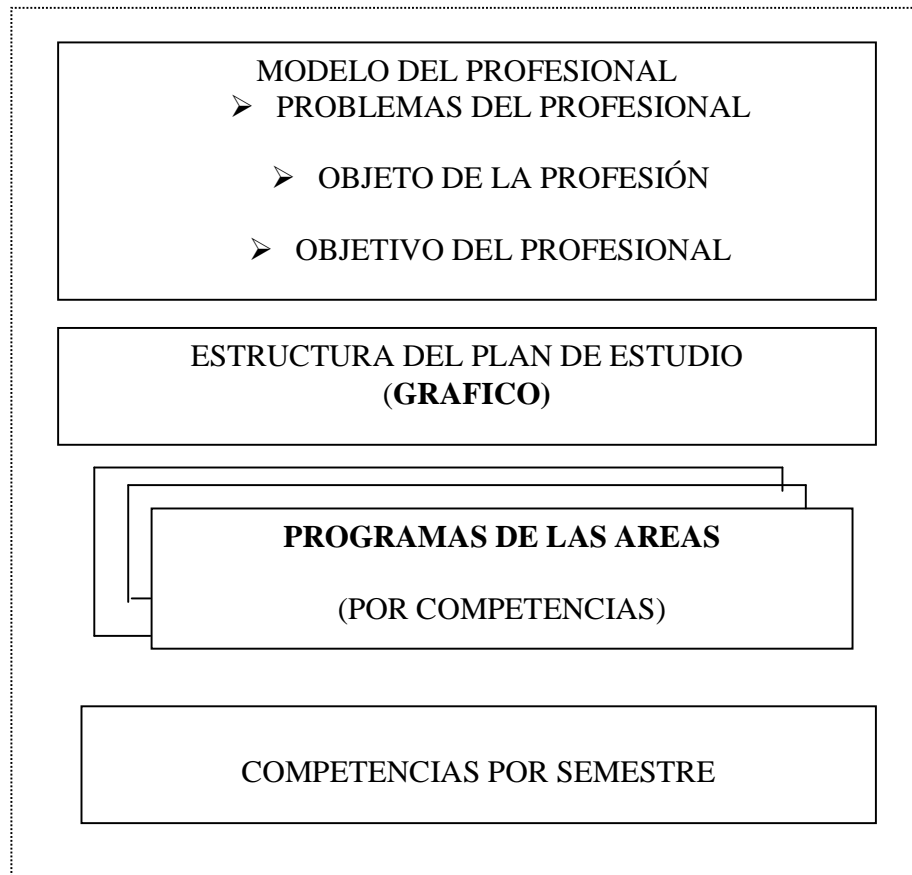 MODELO DEL PROFESIONAL
➢ PROBLEMAS DEL PROFESIONAL
➢ OBJETO DE LA PROFESIÓN
➢ OBJETIVO DEL PROFESIONAL
ESTRUCTURA DEL PLAN DE ESTUDIO
(GRAFICO)
PROGRAMAS DE LAS AREAS
(POR COMPETENCIAS)
COMPETENCIAS POR SEMESTRE